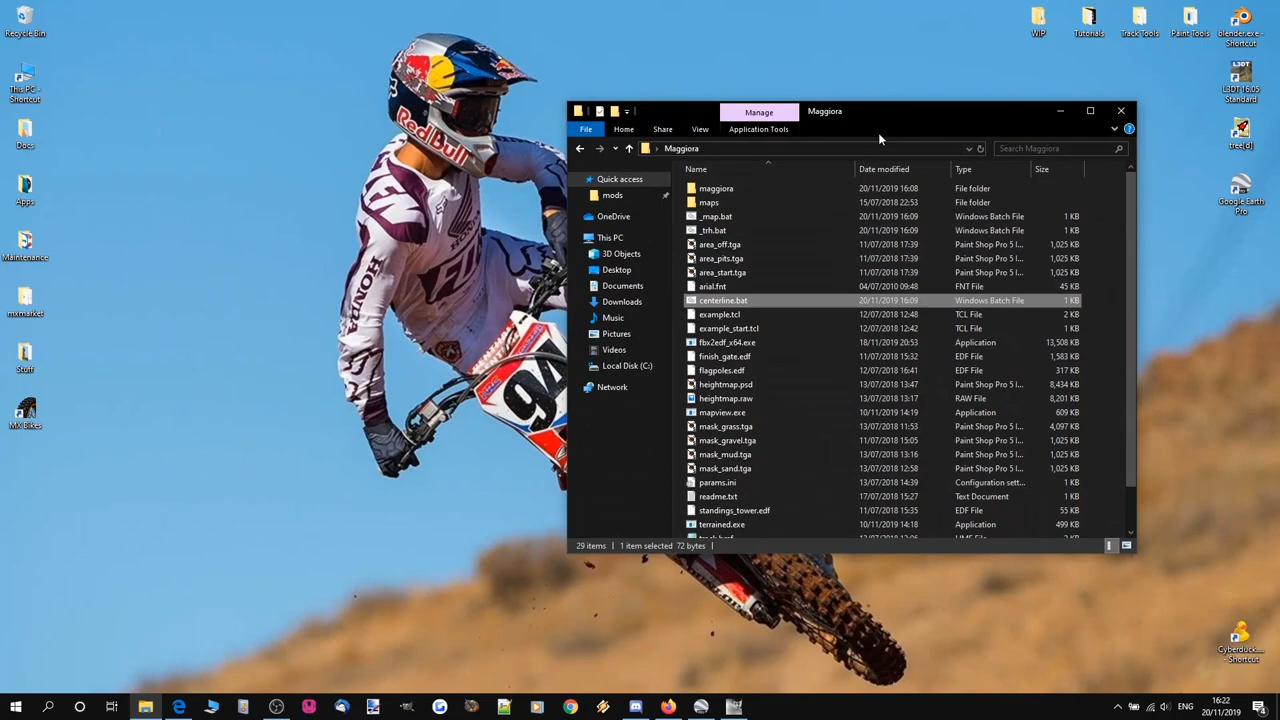 Recycle Bin
This PC - Shortcut
Docs
Apps
Maintenance
mxmarket
Stuff
MX Bikes
WIP
Tutorials
Track Tools
Paint Tools
blender.exe - Shortcut
L3DT 16.05 Standard
tree[d]
Google Earth Pro
Cyberduck... - Shortcut
Red Bull
HONDA
94
Manage
Maggiora
File
Home
Share
View
Application Tools
Maggiora
Search Maggiora
Name Date modified Type Size
Quick access
mods
OneDrive
This PC
3D Objects
Desktop
Documents
Downloads
Music
Pictures
Videos
Local Disk (C:)
Network
maggiora 20/11/2019 16:08 File folder
maps 15/07/2018 22:53 File folder
_map.bat 20/11/2019 16:09 Windows Batch File 1 KB
_trh.bat 20/11/2019 16:09 Windows Batch File 1 KB
area_off.tga 11/07/2018 17:39 Paint Shop Pro 5 I... 1,025 KB
area_pits.tga 11/07/2018 17:39 Paint Shop Pro 5 I... 1,025 KB
area_start.tga 11/07/2018 17:39 Paint Shop Pro 5 I... 1,025 KB
arial.fnt 04/07/2010 09:48 FNT File 45 KB
centerline.bat 20/11/2019 16:09 Windows Batch File 1 KB
example.tcl 12/07/2018 12:48 TCL File 2 KB
example_start.tcl 12/07/2018 12:42 TCL File 1 KB
fbx2edf_x64.exe 18/11/2019 20:53 Application 13,508 KB
finish_gate.edf 11/07/2018 15:32 EDF File 1,583 KB
flagpoles.edf 12/07/2018 16:41 EDF File 317 KB
heightmap.psd 13/07/2018 13:47 Paint Shop Pro 5 I... 8,434 KB
heightmap.raw 13/07/2018 13:17 RAW File 8,201 KB
mapview.exe 10/11/2019 14:19 Application 609 KB
mask_grass.tga 13/07/2018 11:53 Paint Shop Pro 5 I... 4,097 KB
mask_gravel.tga 11/07/2018 15:05 Paint Shop Pro 5 I... 1,025 KB
mask_mud.tga 13/07/2018 13:16 Paint Shop Pro 5 I... 1,025 KB
mask_sand.tga 13/07/2018 12:58 Paint Shop Pro 5 I... 1,025 KB
params.ini 13/07/2018 14:39 Configuration sett... 1 KB
readme.txt 17/07/2018 15:27 Text Document 1 KB
standings_tower.edf 11/07/2018 15:35 EDF File 55 KB
terrained.exe 10/11/2019 14:18 Application 499 KB
29 items 1 item selected 72 bytes
ENG
16:22
20/11/2019
4